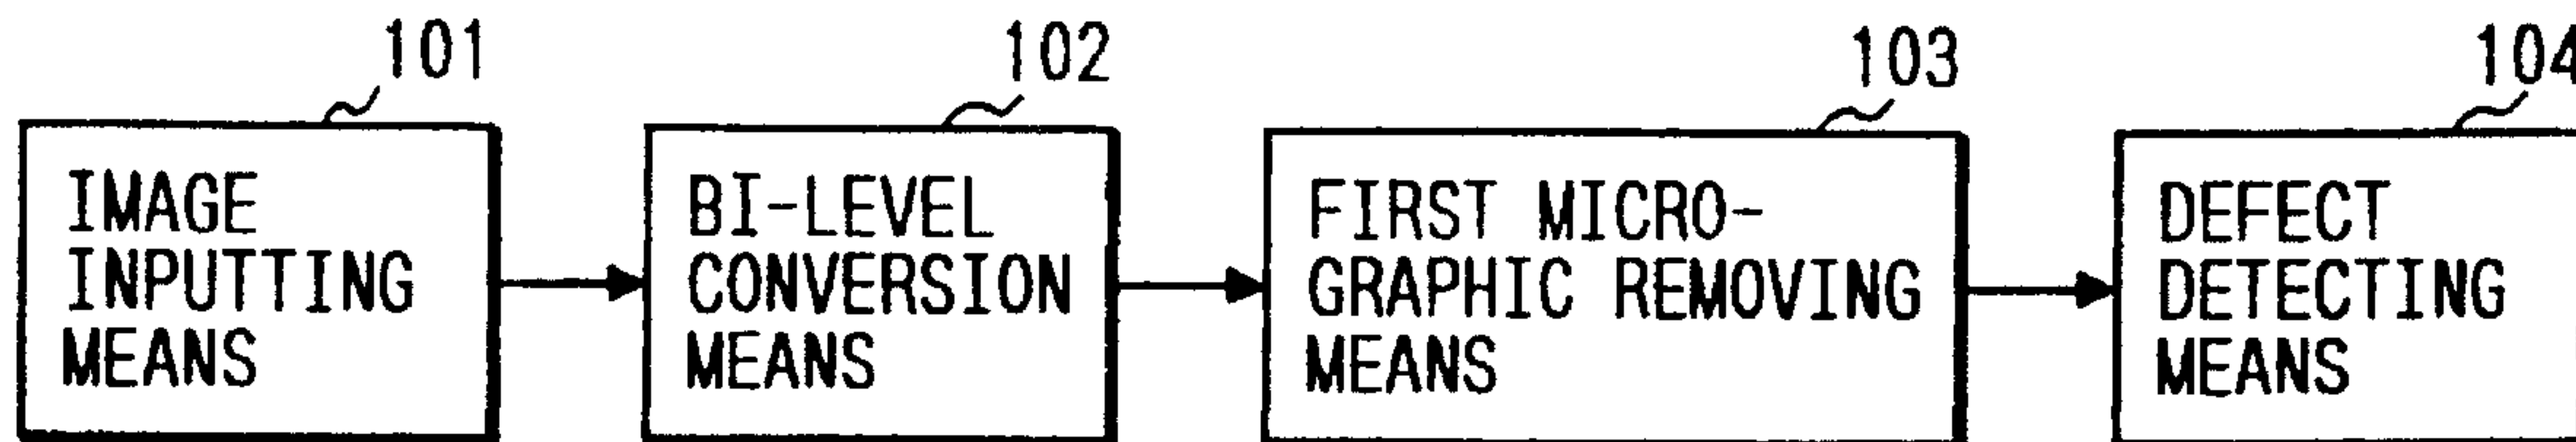 101
IMAGE
INPUTTING
MEANS
102
BI-LEVEL
CONVERSION
MEANS
103
FIRST MICRO-
GRAPHIC REMOVING
MEANS
104
DEFECT
DETECTING
MEANS